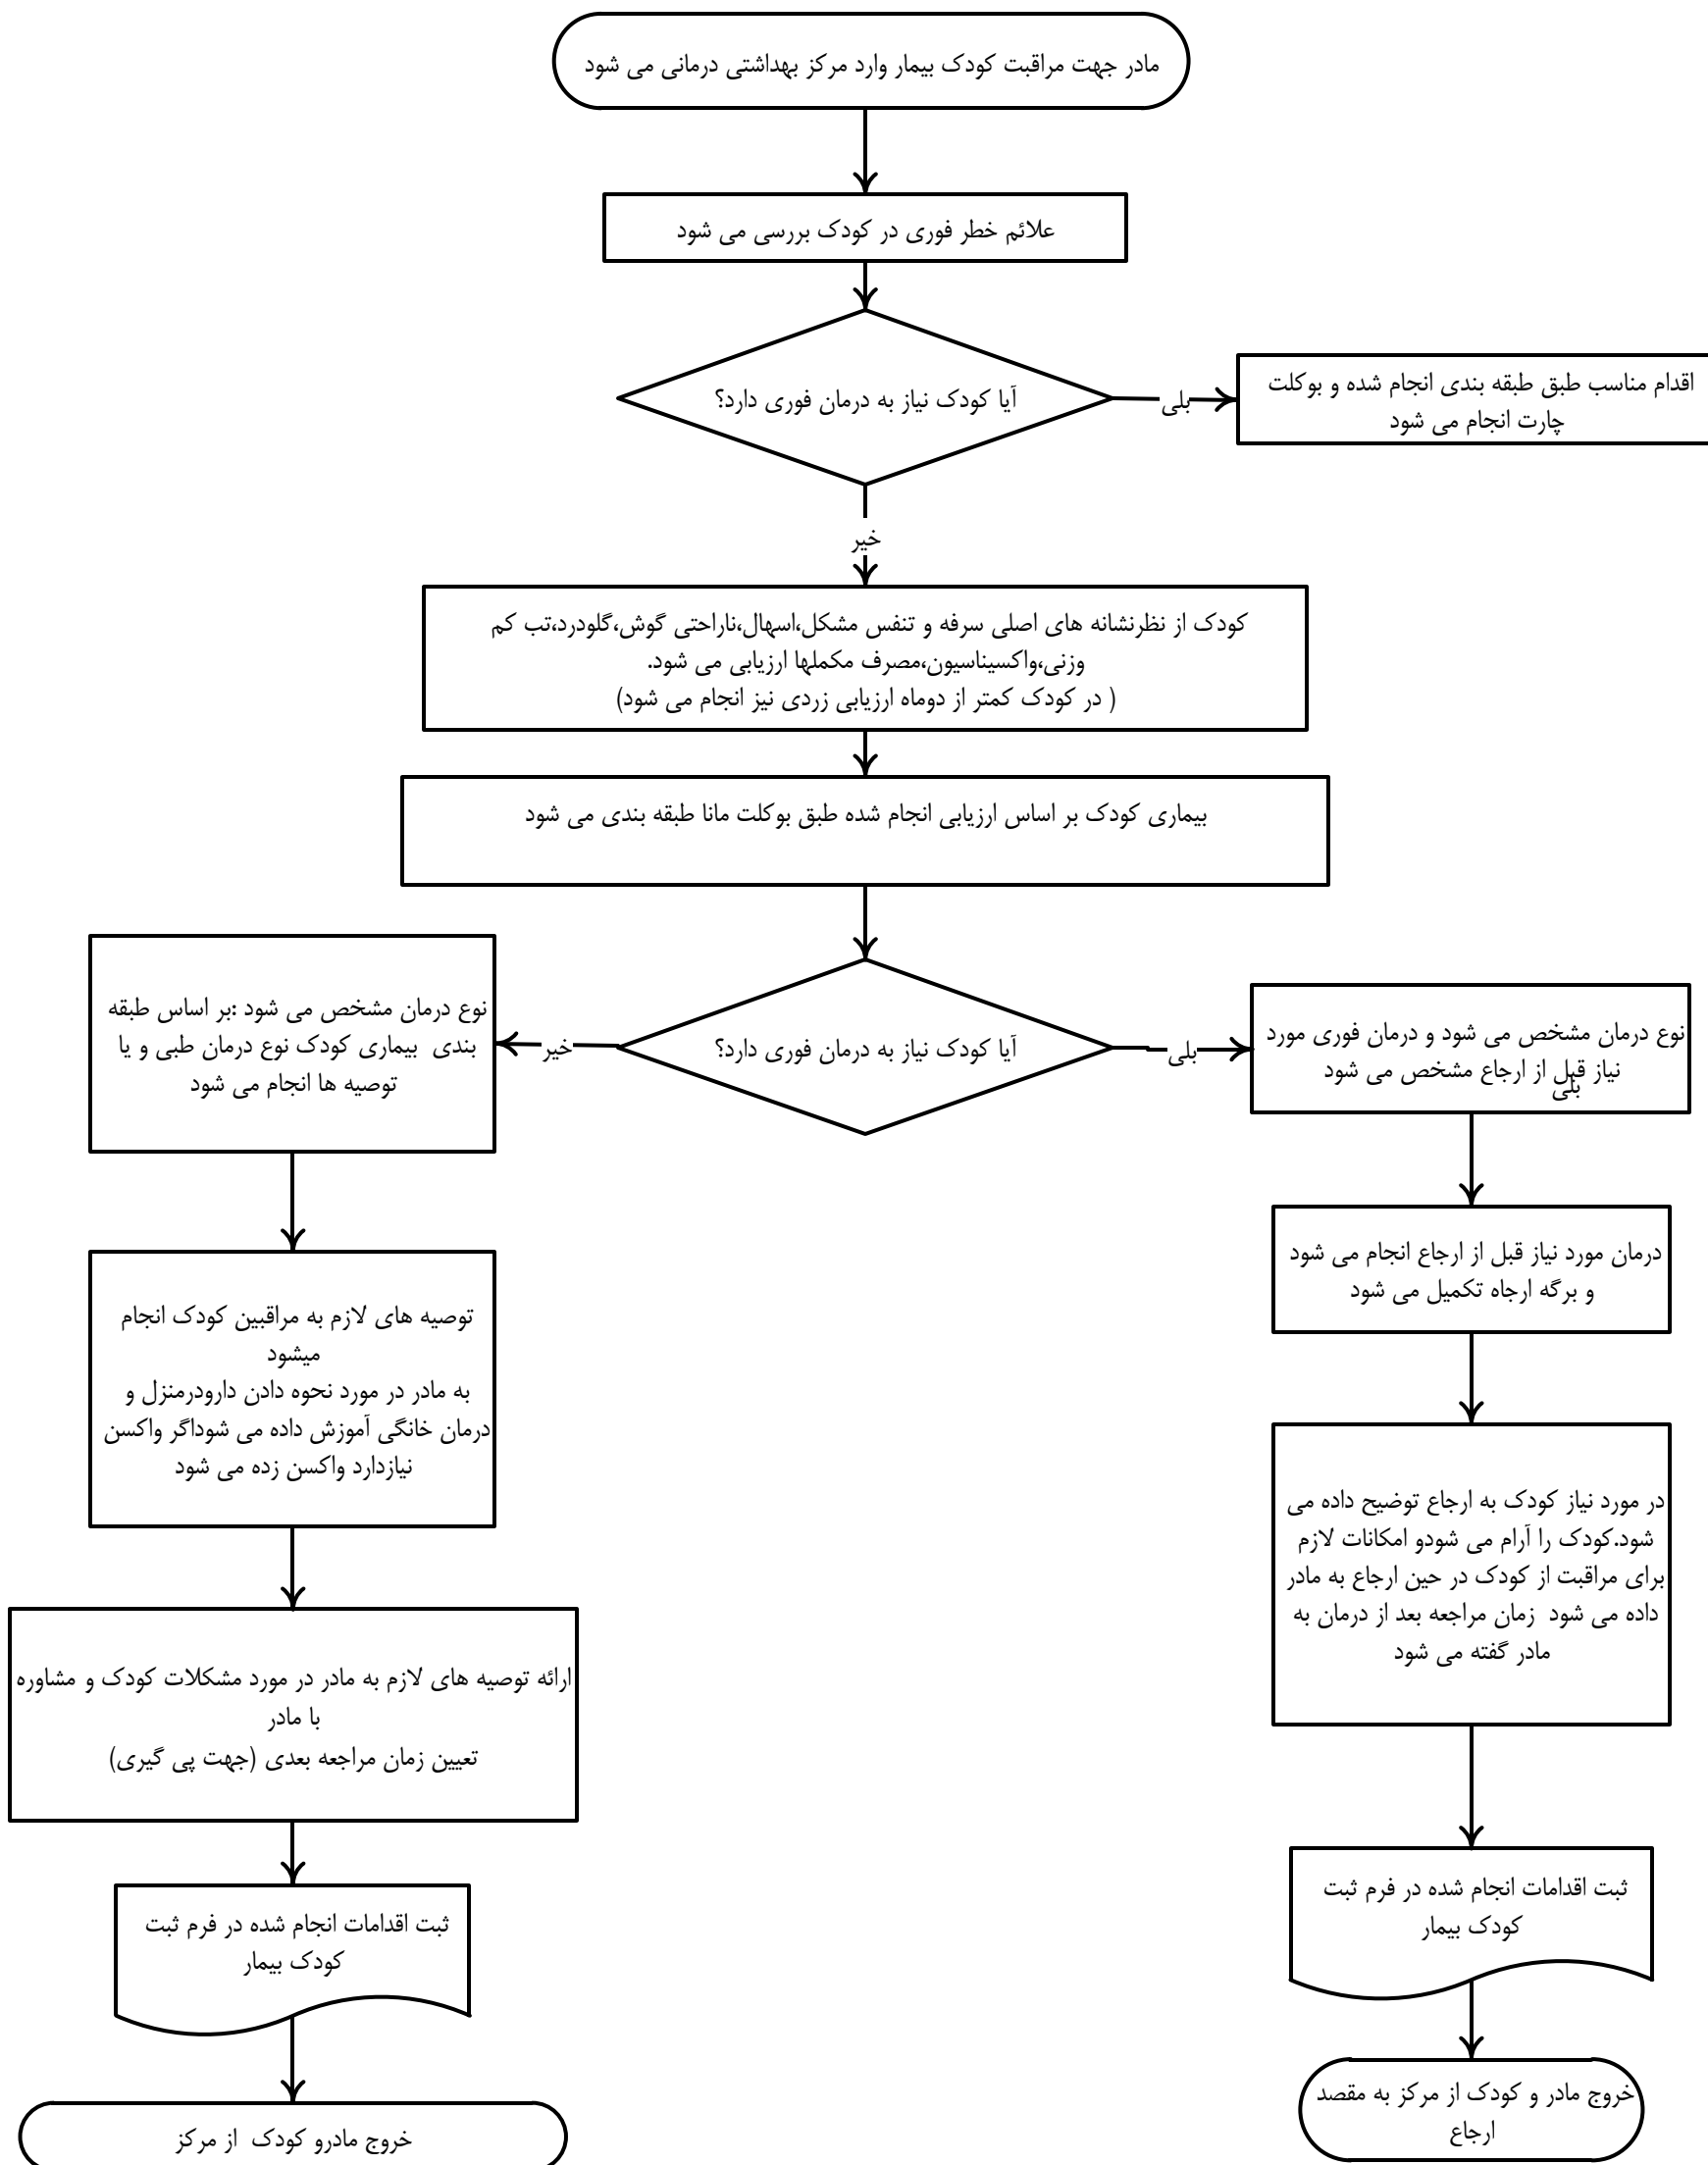 مادر جهت مراقبت کودک بیمار وارد مرکز بهداشتی درمانی می شود
علائم خطر فوری در کودک بررسی می شود
آیا کودک نیاز به درمان فوری دارد؟
بلی
اقدام مناسب طبق طبقه بندی انجام شده و بوکلت
چارت انجام می شود
خیر
کودک از نظرنشانه های اصلی سرفه و تنفس مشکل،اسهال،ناراحتی گوش،گلودرد،تب کم
وزنی،واکسیناسیون،مصرف مکملها ارزیابی می شود.
( در کودک کمتر از دوماه ارزیابی زردی نیز انجام می شود)
بیماری کودک بر اساس ارزیابی انجام شده طبق بوکلت مانا طبقه بندی می شود
آیا کودک نیاز به درمان فوری دارد؟
بلی
نوع درمان مشخص می شود و درمان فوری مورد
نیاز قبل از ارجاع مشخص می شود
بلی
درمان مورد نیاز قبل از ارجاع انجام می شود
و برگه ارجاه تکمیل می شود
در مورد نیاز کودک به ارجاع توضیح داده می
شود.کودک را آرام می شودو امکانات لازم
برای مراقبت از کودک در حین ارجاع به مادر
داده می شود  زمان مراجعه بعد از درمان به
مادر گفته می شود
ثبت اقدامات انجام شده در فرم ثبت
کودک بیمار
خروج مادر و کودک از مرکز به مقصد
ارجاع
خیر
نوع درمان مشخص می شود :بر اساس طبقه
بندی  بیماری کودک نوع درمان طبی و یا
توصیه ها انجام می شود
توصیه های لازم به مراقبین کودک انجام
میشود
به مادر در مورد نحوه دادن دارودرمنزل و
درمان خانگی آموزش داده می شوداگر واکسن
نیازدارد واکسن زده می شود
ارائه توصیه های لازم به مادر در مورد مشکلات کودک و مشاوره
با مادر
تعیین زمان مراجعه بعدی (جهت پی گیری)
ثبت اقدامات انجام شده در فرم ثبت
کودک بیمار
خروج مادرو کودک  از مرکز